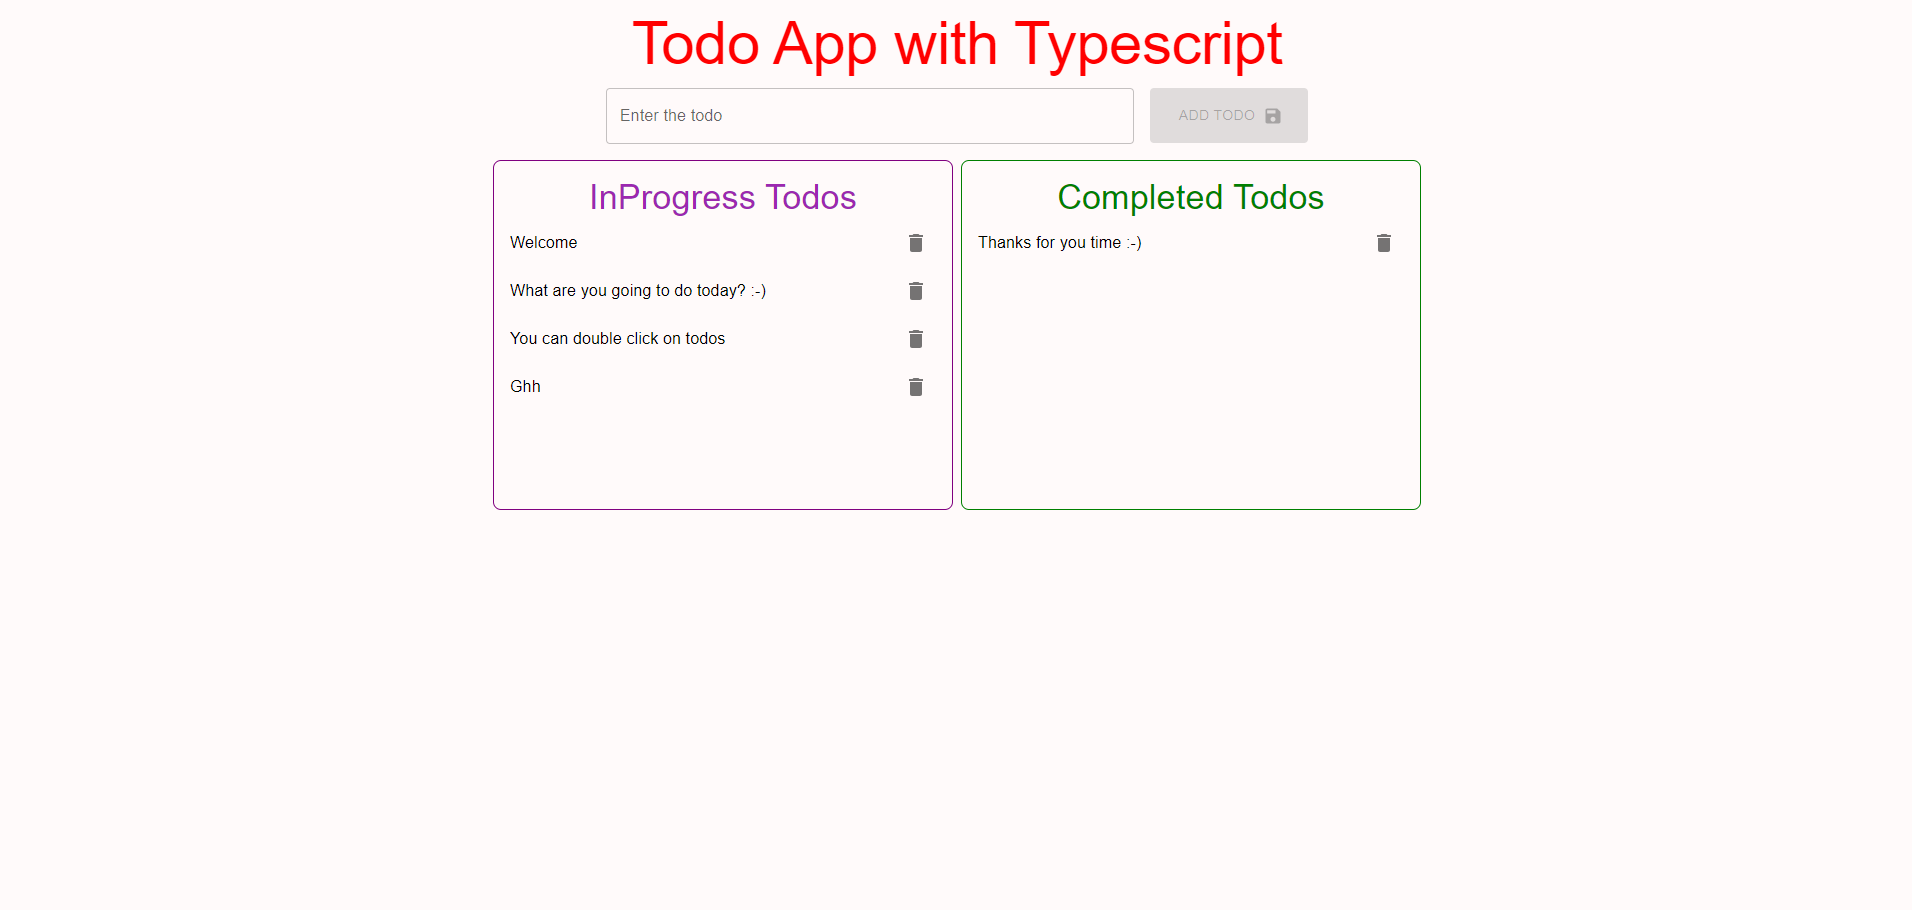 Todo App with Typescript
Enter the todo
ADD TODO
InProgress Todos
Welcome
What are you going to do today? :-)
You can double click on todos
Ghh
Completed Todos
Thanks for you time :-)